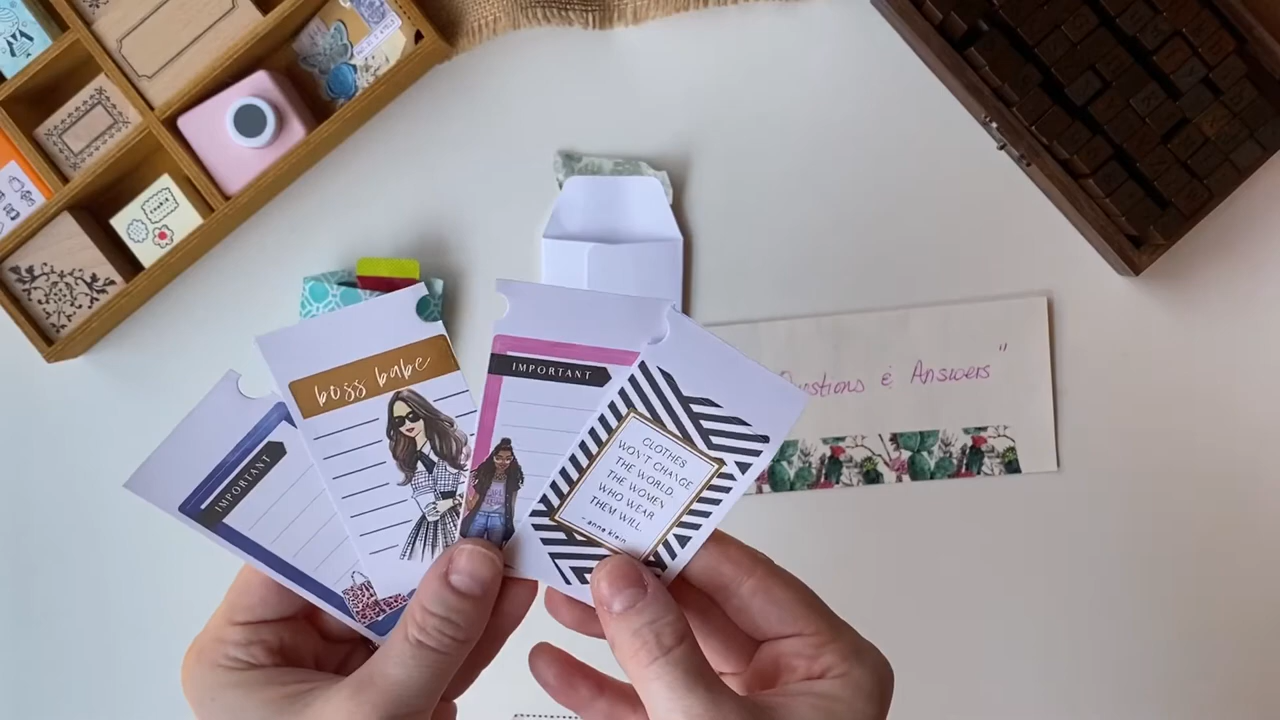 cookie
boss babe
IMPORTANT
IMPORTANT
CLOTHES
WON'T CHANGE
THE WORLD.
THE WOMEN
WHO WEAR
THEM WILL.
- anne klein
Questions & Answers"